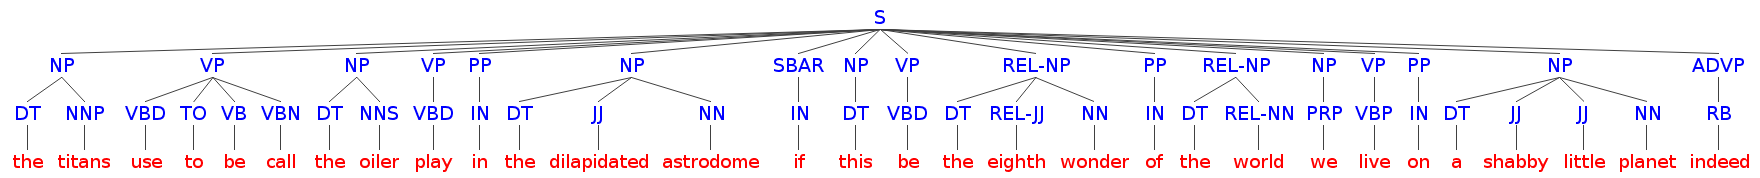 S
NP VP NP VP PP NP SBAR NP VP REL-NP PP REL-NP NP VP PP NP ADVP
DT NNP VBD TO VB VBN DT NNS VBD IN DT JJ NN IN DT VBD DT REL-JJ NN IN DT REL-NN PRP VBP IN DT JJ JJ NN RB
the titans use to be call the oiler play in the dilapidated astrodome if this be the eighth wonder of the world we live on a shabby little planet indeed